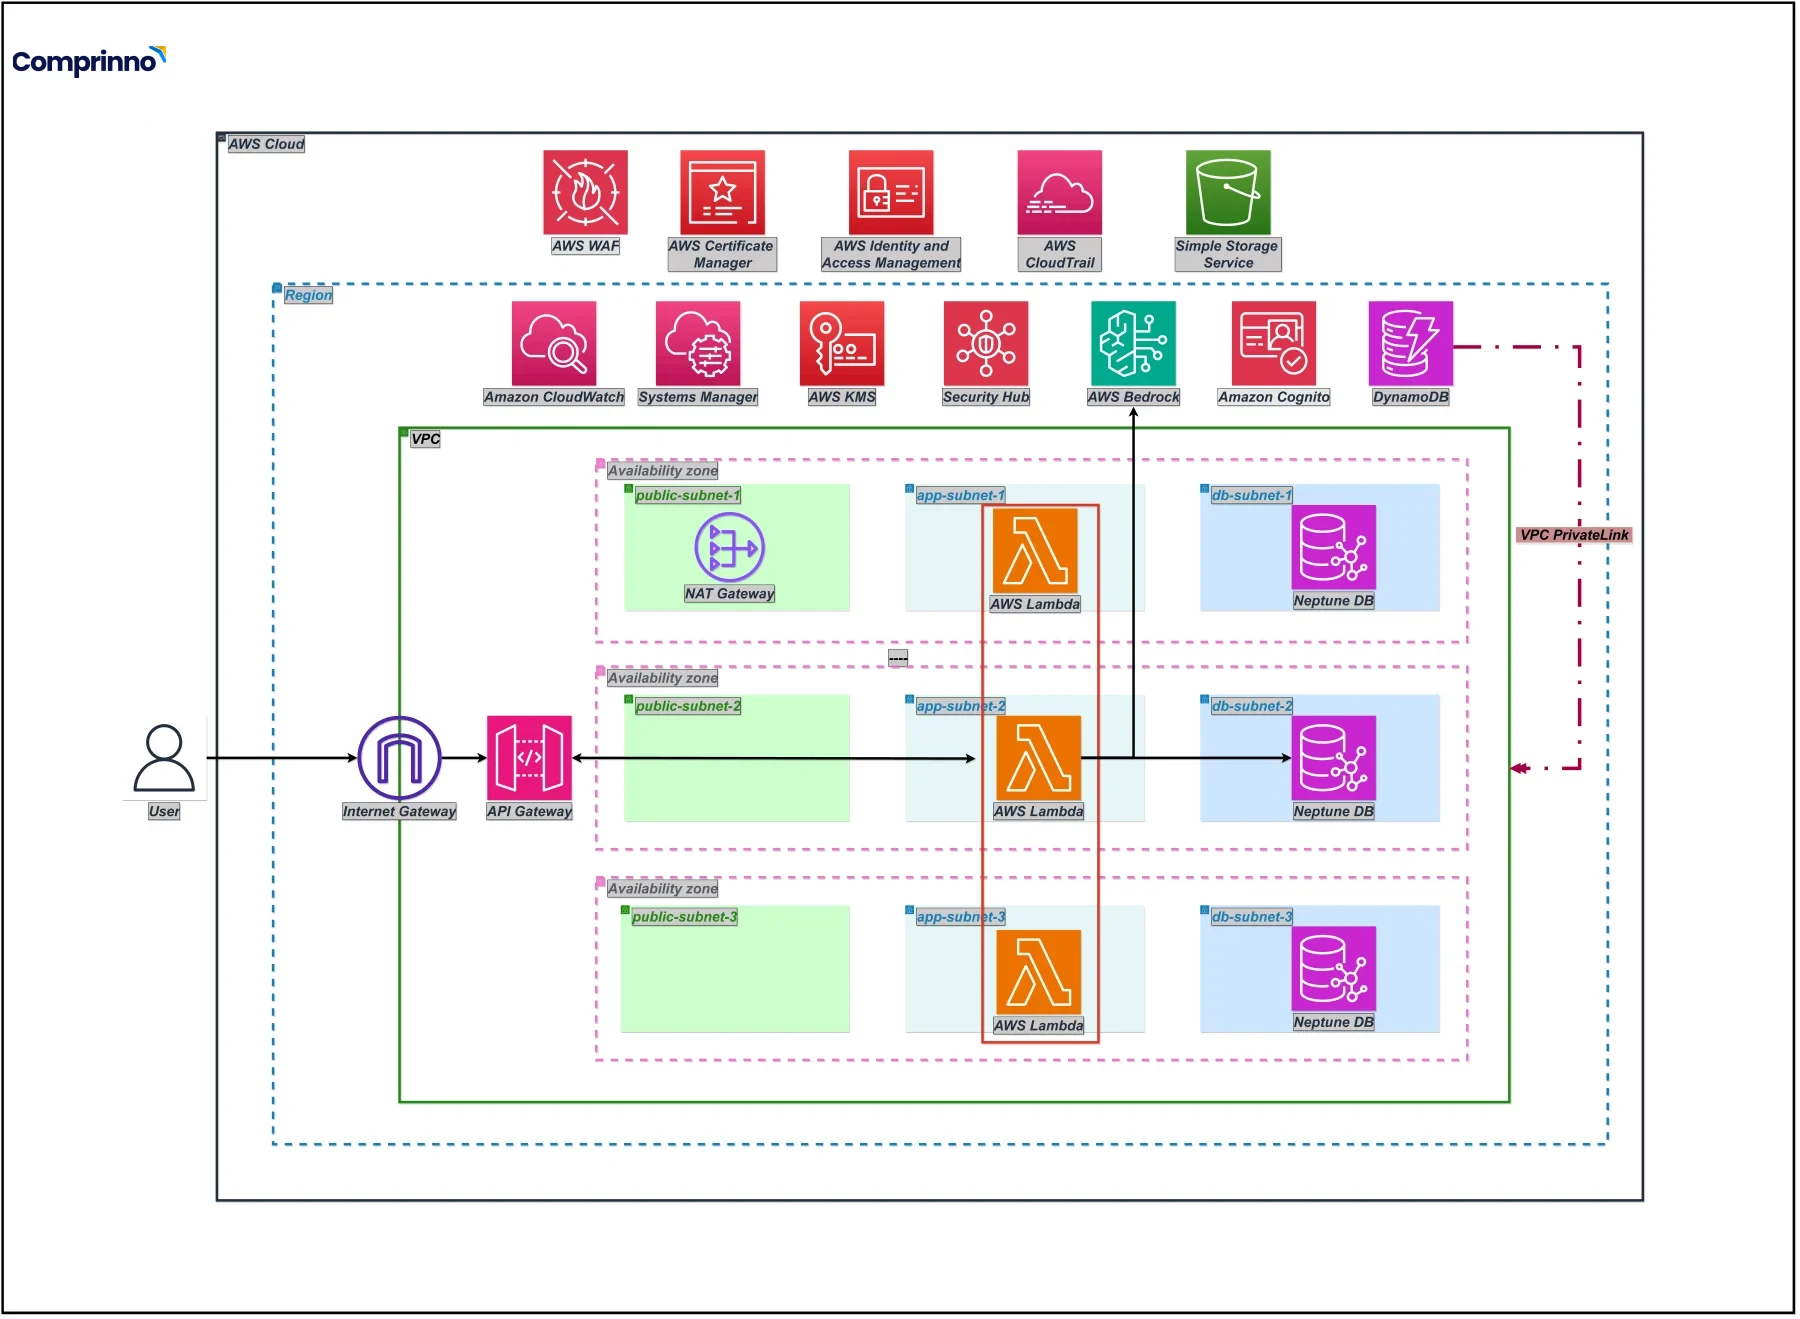 Comprinno
AWS Cloud
AWS WAF
AWS Certificate
Manager
AWS Identity and
Access Management
AWS
CloudTrail
Simple Storage
Service
Region
Amazon CloudWatch
Systems Manager
AWS KMS
Security Hub
AWS Bedrock
Amazon Cognito
DynamoDB
VPC
Availability zone
public-subnet-1
app-subnet-1
db-subnet-1
NAT Gateway
AWS Lambda
Neptune DB
VPC PrivateLink
----
Availability zone
public-subnet-2
app-subnet-2
db-subnet-2
</>
User
Internet Gateway
API Gateway
AWS Lambda
Neptune DB
Availability zone
public-subnet-3
app-subnet-3
db-subnet-3
AWS Lambda
Neptune DB